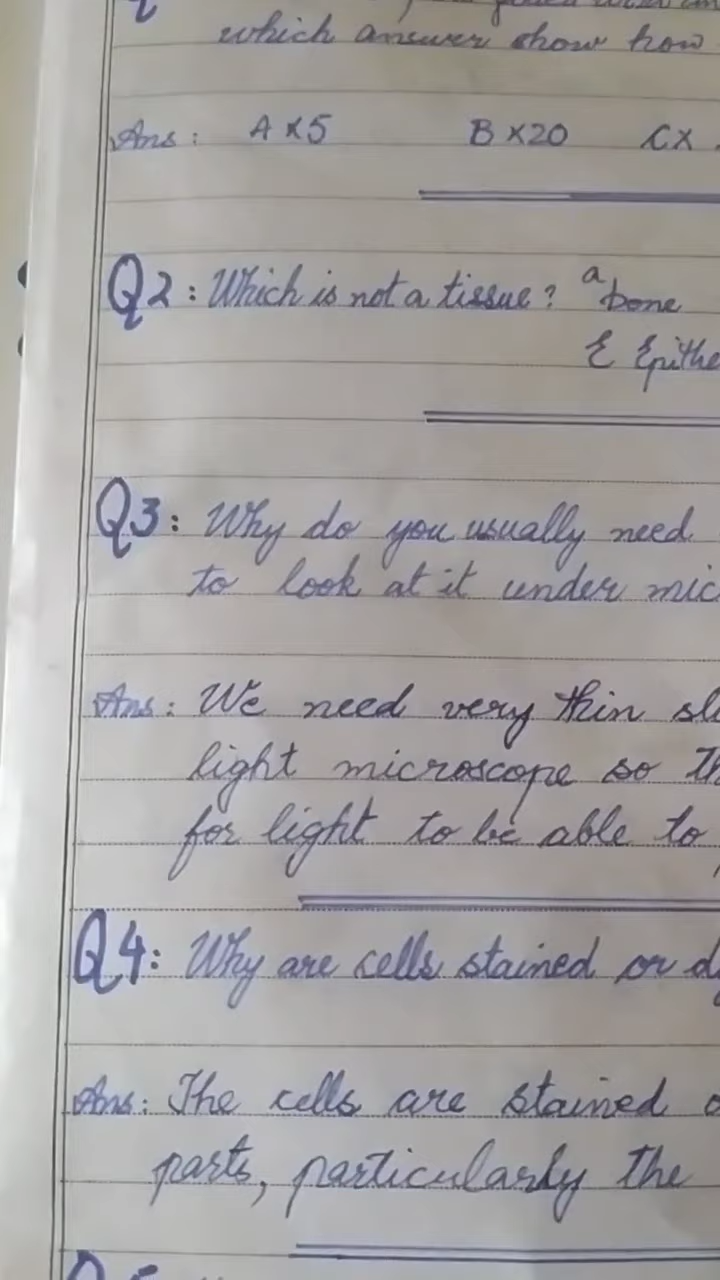 which answer show how
Ans: A x5 B x20 C x
Q2: Which is not a tissue? a bone
& Epithe
Q3: Why do you usually need
to look at it under mic
Ans: We need very thin sli
light microscope so th
for light to be able to
Q4: Why are cells stained or d
Ans: The cells are stained o
parts, particularly the